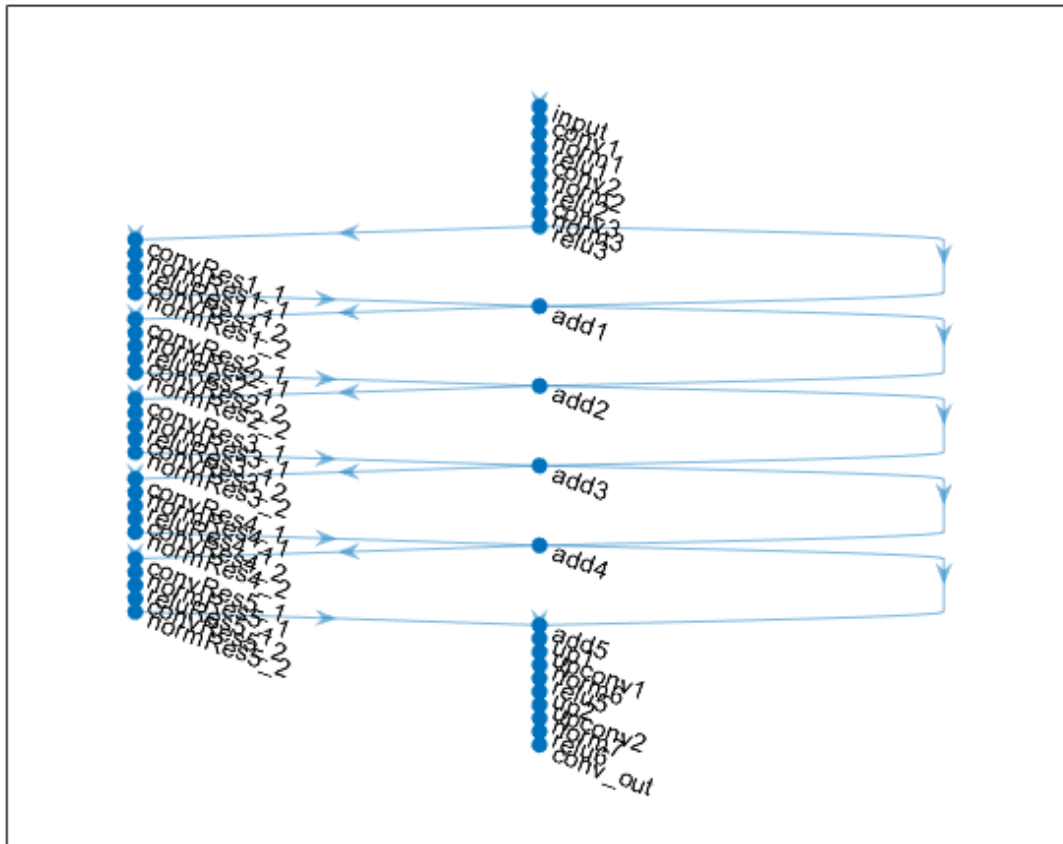 input
conv1
norm1
relu1
conv2
norm2
relu2
conv3
norm3
relu3
convRes1_1
normRes1_1
reluRes1_1
convRes1_2
normRes1_2
add1
convRes2_1
normRes2_1
reluRes2_1
convRes2_2
normRes2_2
add2
convRes3_1
normRes3_1
reluRes3_1
convRes3_2
normRes3_2
add3
convRes4_1
normRes4_1
reluRes4_1
convRes4_2
normRes4_2
add4
convRes5_1
normRes5_1
reluRes5_1
convRes5_2
normRes5_2
add5
up1
upconv1
norm6
relu5
up2
upconv2
norm7
relu6
conv_out